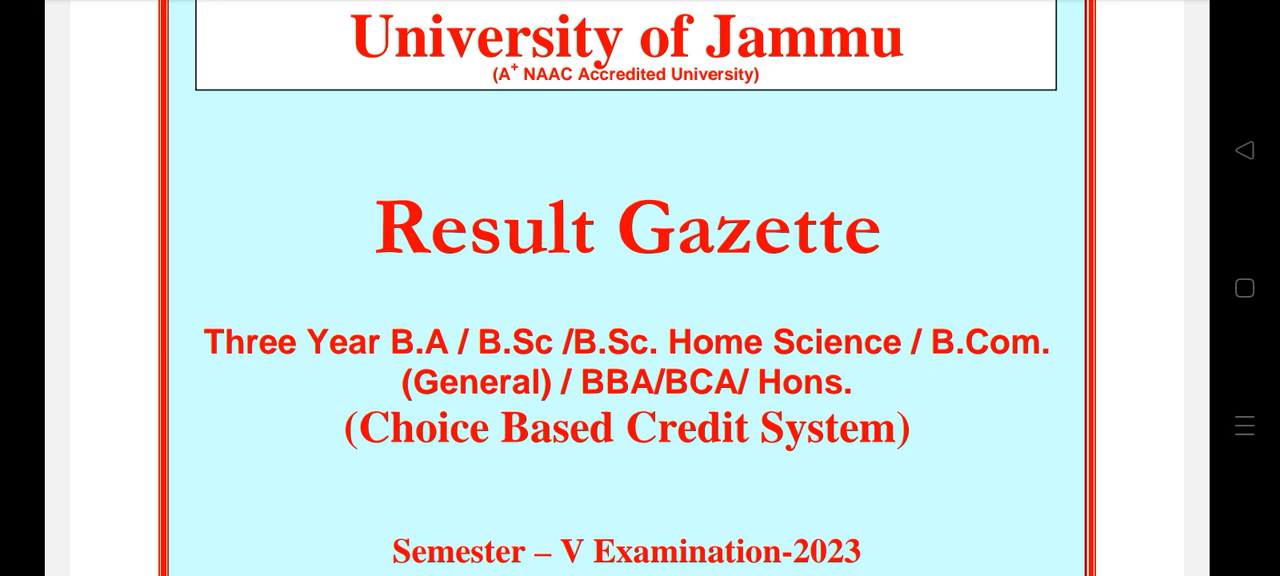 University of Jammu
(A+ NAAC Accredited University)
Result Gazette
Three Year B.A / B.Sc /B.Sc. Home Science / B.Com.
(General) / BBA/BCA/ Hons.
(Choice Based Credit System)
Semester – V Examination-2023